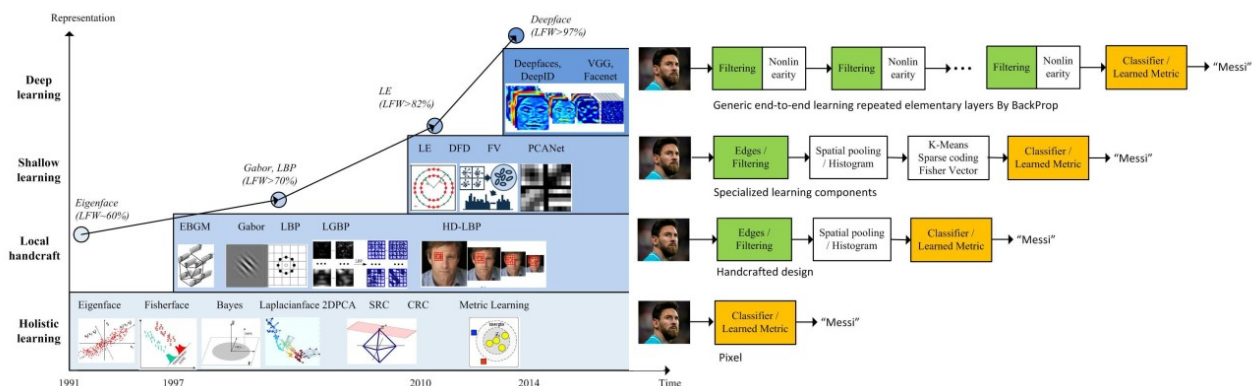 Representation
Deep
learning
Shallow
learning
Local
handcraft
Holistic
learning
Eigenface
(LFW~60%)
Gabor, LBP
(LFW>70%)
LE
(LFW>82%)
Deepface
(LFW>97%)
Deepfaces,
DeepID
VGG,
Facenet
LE DFD FV PCANet
EBGM Gabor LBP LGBP HD-LBP
Eigenface Fisherface Bayes Laplacianface 2DPCA SRC CRC Metric Learning
1991 1997 2010 2014 Time
Filtering
Nonlin
earity
Filtering
Nonlin
earity
Filtering
Nonlin
earity
Classifier /
Learned Metric
"Messi"
Generic end-to-end learning repeated elementary layers By BackProp
Edges /
Filtering
Spatial pooling
/ Histogram
K-Means
Sparse coding
Fisher Vector
Classifier /
Learned Metric
"Messi"
Specialized learning components
Edges /
Filtering
Spatial pooling
/ Histogram
Classifier /
Learned Metric
"Messi"
Handcrafted design
Classifier /
Learned Metric
"Messi"
Pixel